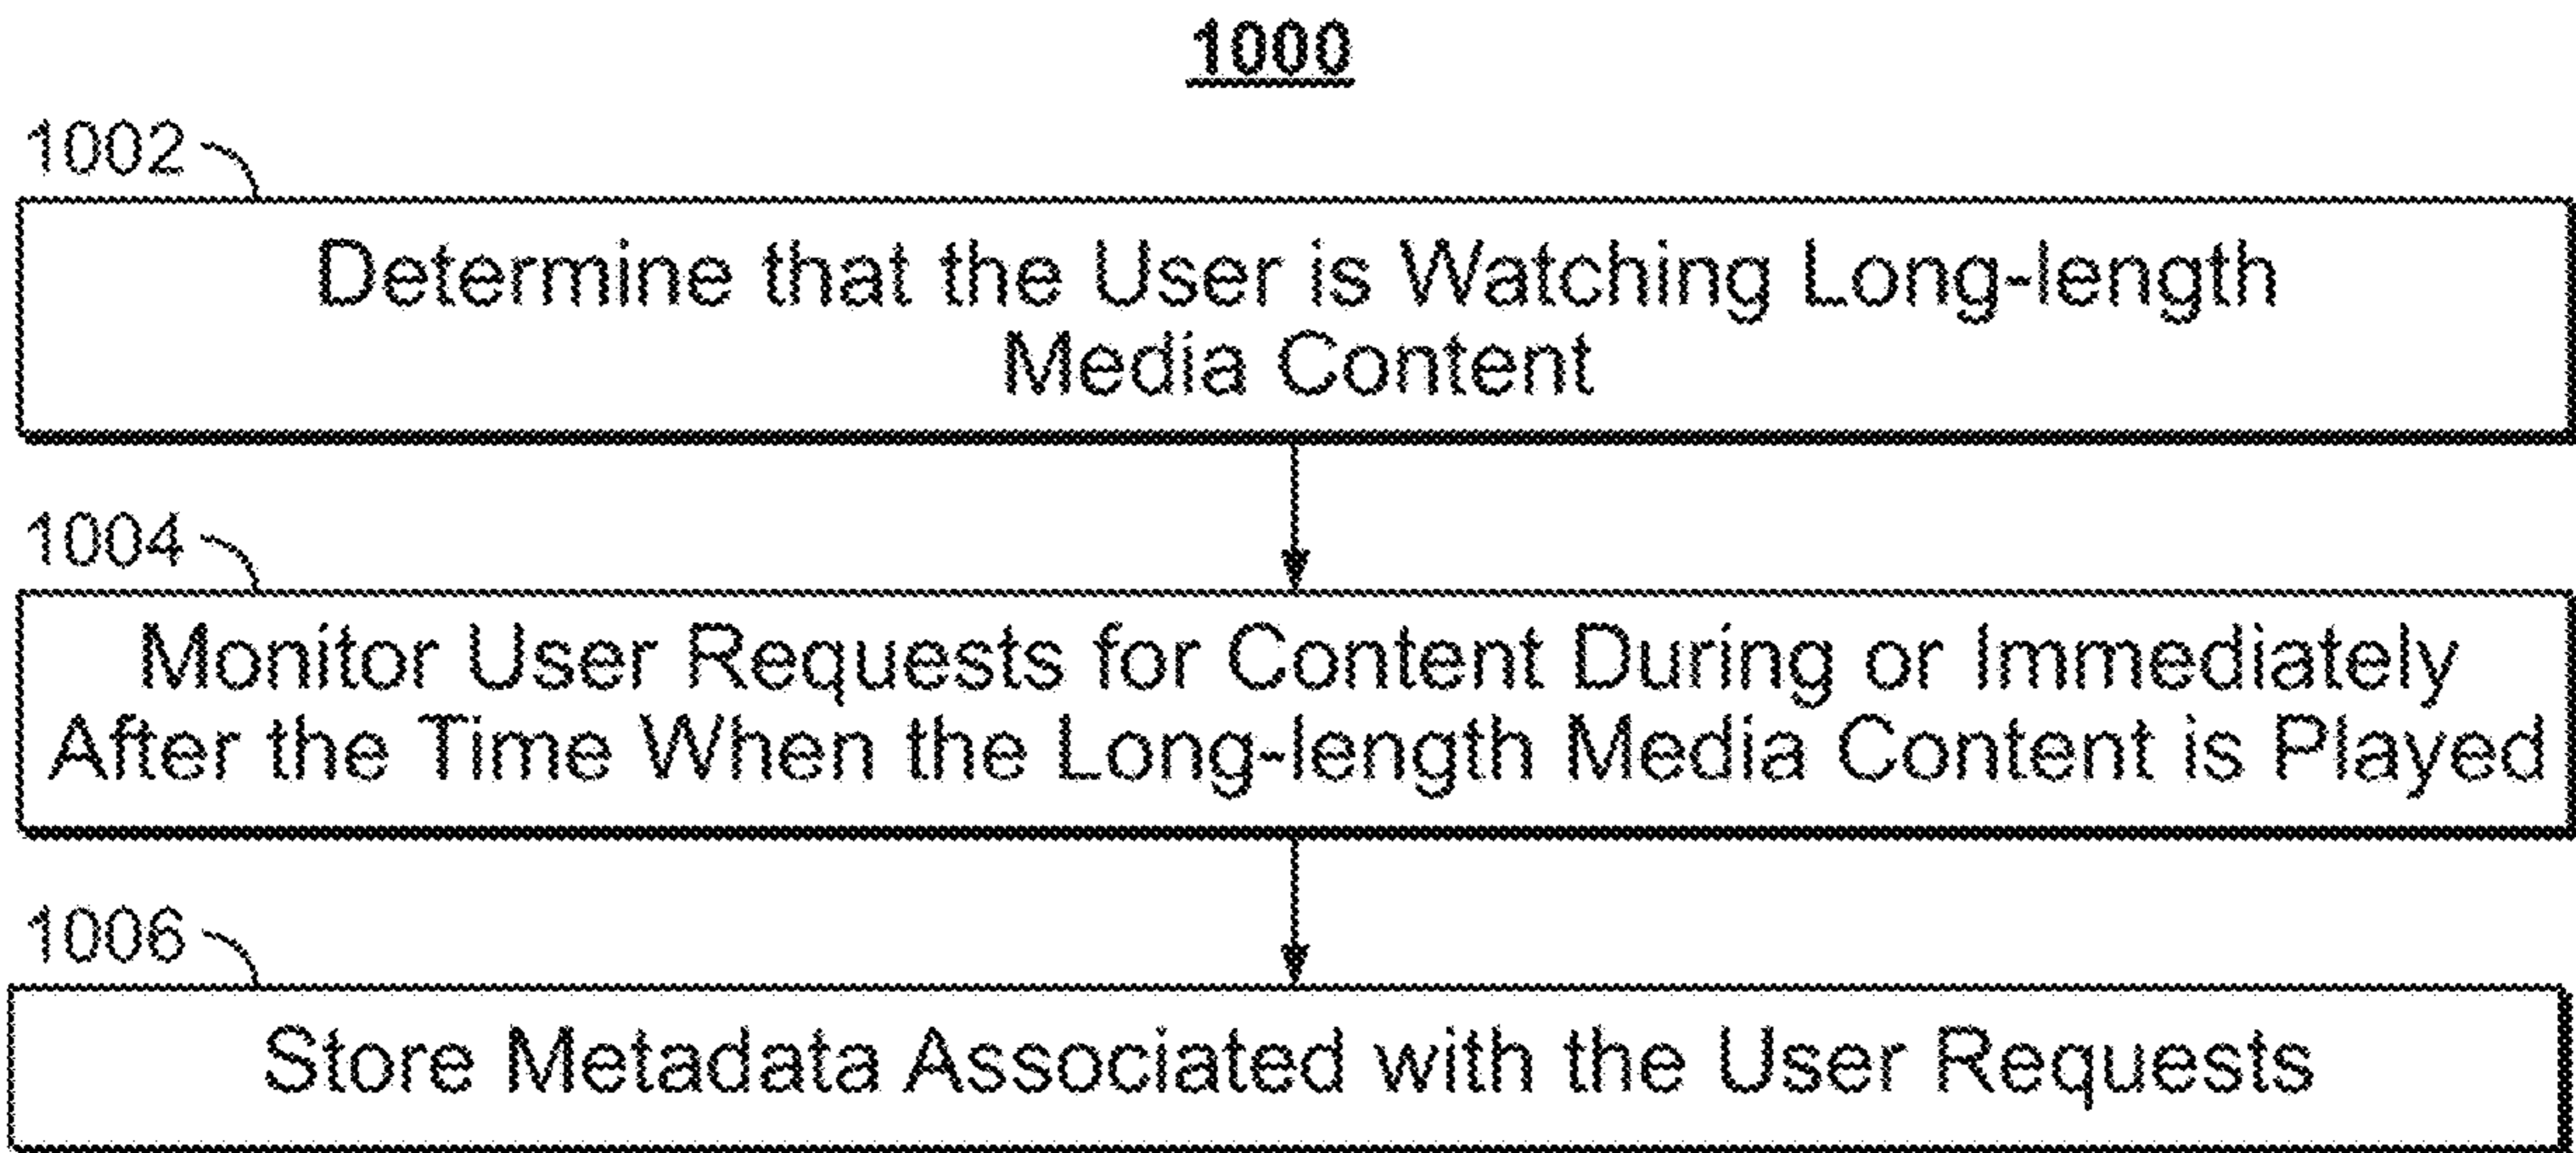 1000
1002
Determine that the User is Watching Long-length
Media Content
1004
Monitor User Requests for Content During or Immediately
After the Time When the Long-length Media Content is Played
1006
Store Metadata Associated with the User Requests